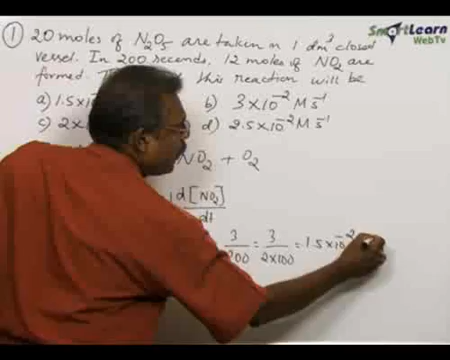 SmartLearn
WebTv
1 20 moles of N₂O₅ are taken in 1 dm³ closed
vessel. In 200 seconds, 12 moles of NO₂ are
formed. this reaction will be
a) 1.5×10 b) 3×10⁻² M s⁻¹
c) 2× d) 2.5×10⁻² M s⁻¹
NO₂ + O₂
d[NO₂]
dt
3/200 = 3/2×100 = 1.5×10⁻²